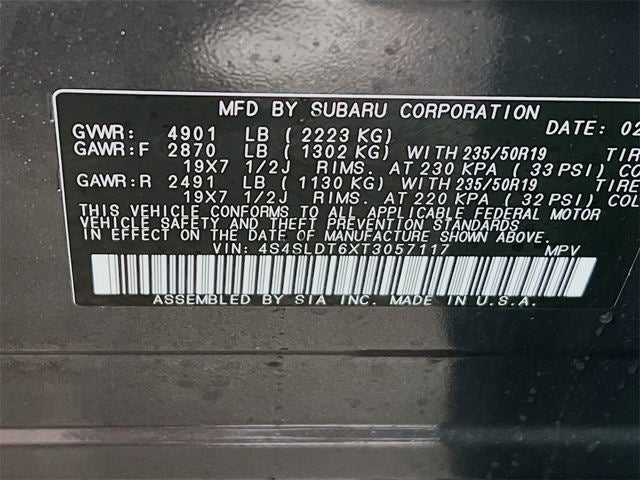 MFD BY SUBARU CORPORATION
GVWR: 4901 LB ( 2223 KG) DATE: 02
GAWR:F 2870 LB ( 1302 KG) WITH 235/50R19 TIR
19X7 1/2J RIMS. AT 230 KPA ( 33 PSI) COL
GAWR:R 2491 LB ( 1130 KG) WITH 235/50R19 TIRE
19X7 1/2J RIMS. AT 220 KPA ( 32 PSI) COL
THIS VEHICLE CONFORMS TO ALL APPLICABLE FEDERAL MOTOR
VEHICLE SAFETY AND THEFT PREVENTION STANDARDS
IN EFFECT ON THE DATE OF MANUFACTURE SHOWN ABOVE.
VIN: 4S4SLDT6XT3057117 MPV
ASSEMBLED BY SIA INC. MADE IN U.S.A.